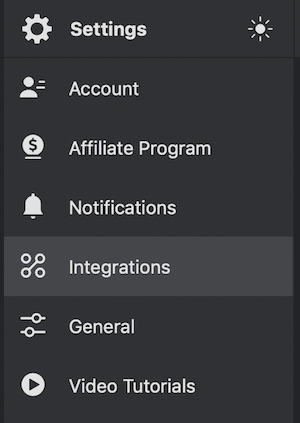 Settings
Account
Affiliate Program
Notifications
Integrations
General
Video Tutorials